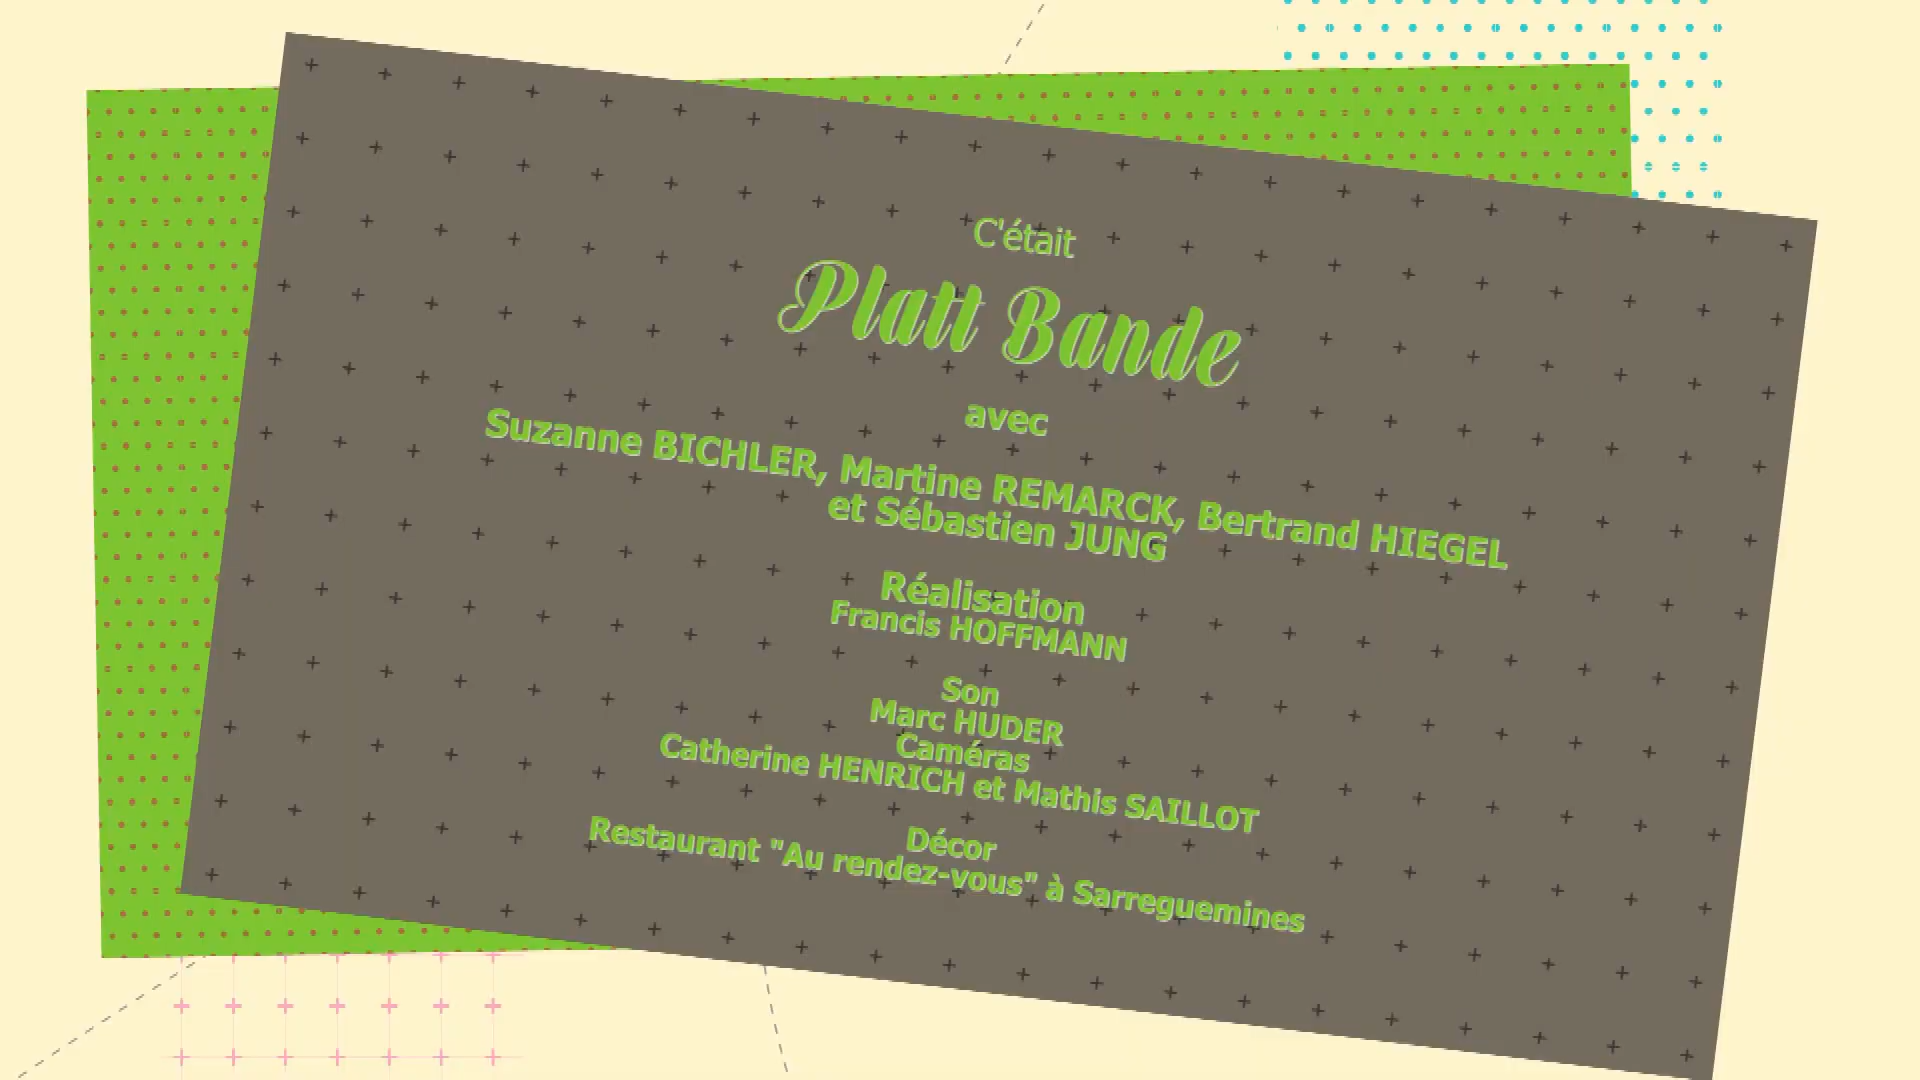 C'était
Platt Bande
avec
Suzanne BICHLER, Martine REMARCK, Bertrand HIEGEL
et Sébastien JUNG
Réalisation
Francis HOFFMANN
Son
Marc HUDER
Caméras
Catherine HENRICH et Mathis SAILLOT
Décor
Restaurant "Au rendez-vous" à Sarreguemines